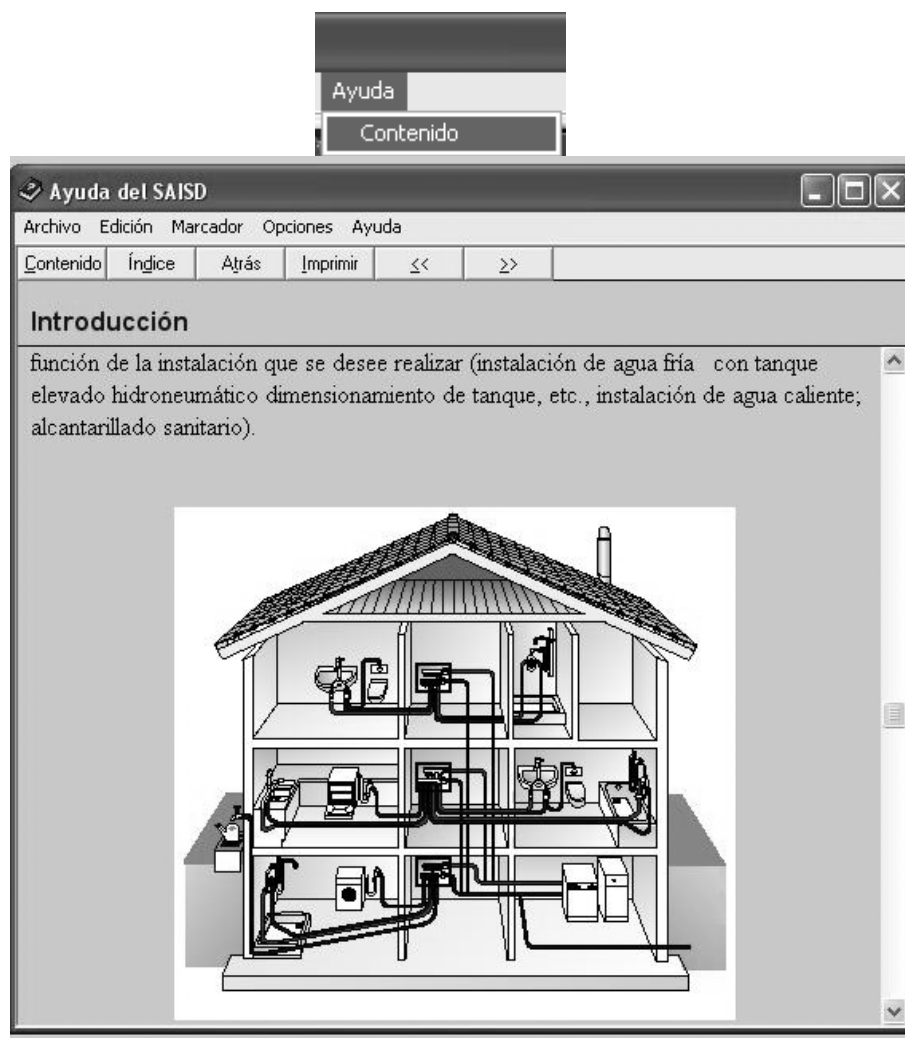 Ayuda
Contenido
Ayuda del SAISD
Archivo Edición Marcador Opciones Ayuda
Contenido Índice Atrás Imprimir << >>
Introducción
función de la instalación que se desee realizar (instalación de agua fría con tanque
elevado hidroneumático dimensionamiento de tanque, etc., instalación de agua caliente;
alcantarillado sanitario).